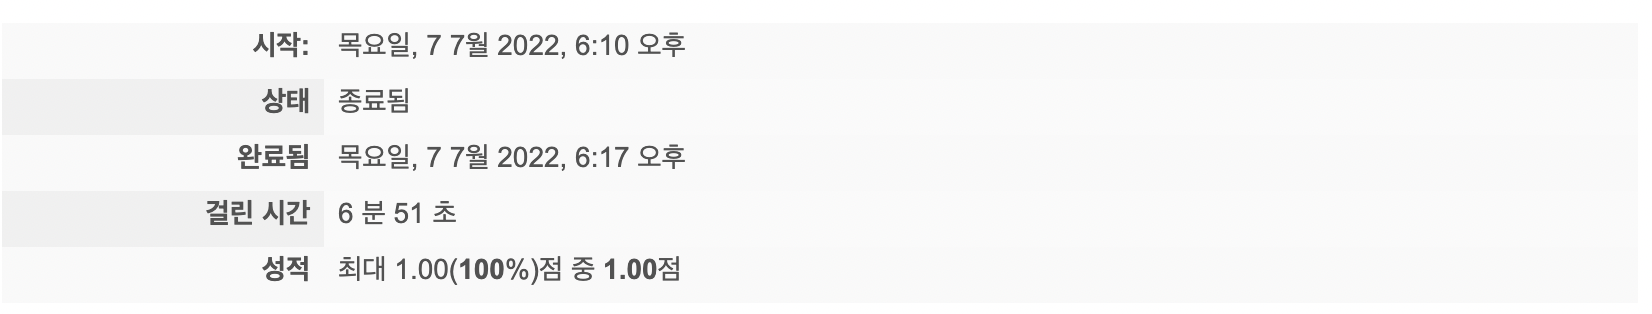 시작: 목요일, 7 7월 2022, 6:10 오후
상태 종료됨
완료됨 목요일, 7 7월 2022, 6:17 오후
걸린 시간 6 분 51 초
성적 최대 1.00(100%)점 중 1.00점